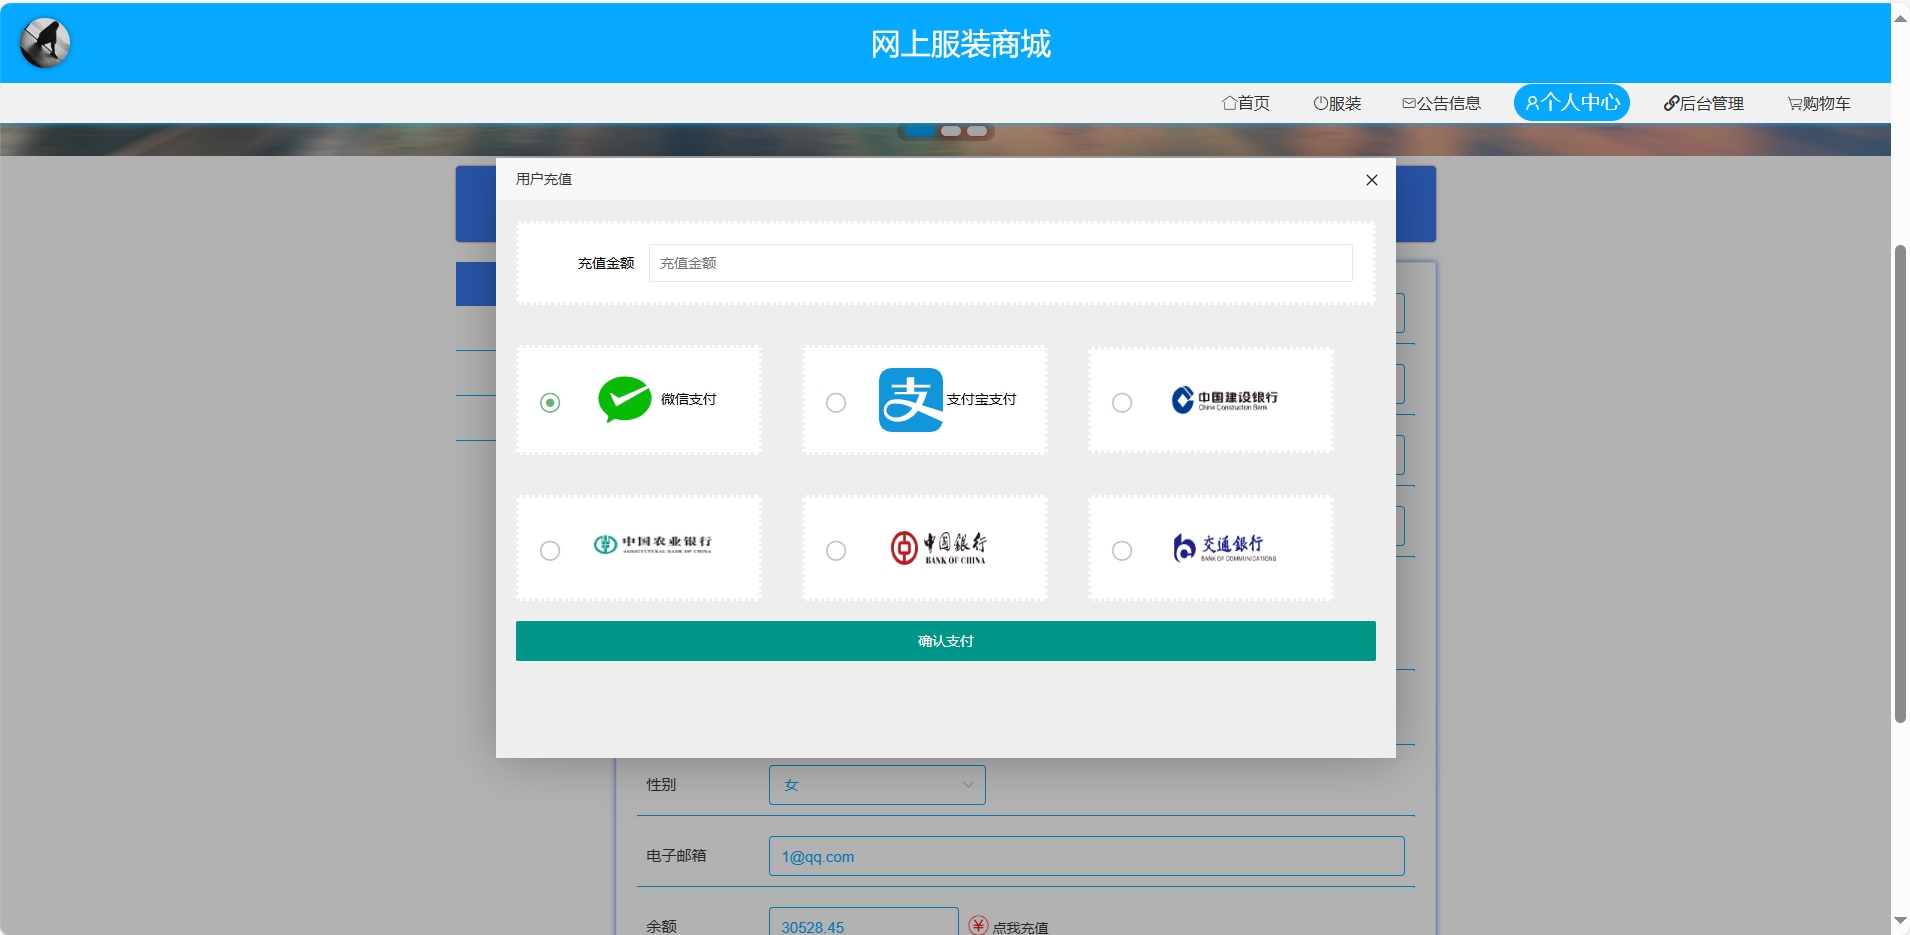 网上服装商城
首页 服装 公告信息 个人中心 后台管理 购物车
用户充值
充值金额 充值金额
微信支付 支 支付宝支付 中国建设银行
China Construction Bank
中国农业银行 中国银行 交通银行
AGRICULTURAL BANK OF CHINA BANK OF CHINA BANK OF COMMUNICATIONS
确认支付
性别 女
电子邮箱 1@qq.com
余额 30528.45 ¥ 点我充值